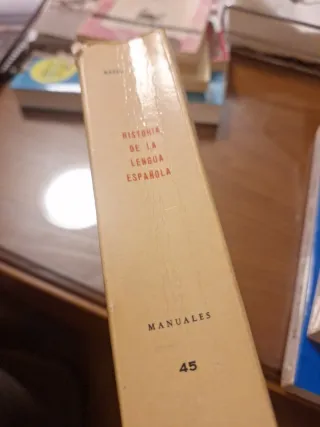 HISTORIA
DE LA
LENGUA
ESPAÑOLA
MANUALES
45